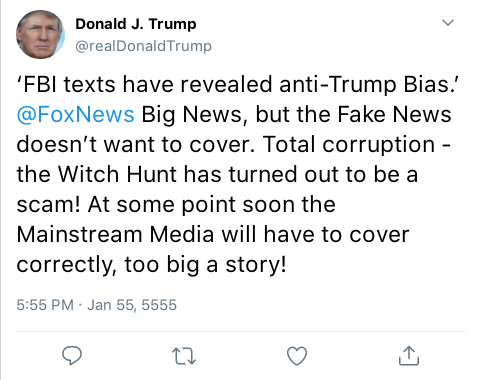 Donald J. Trump
@realDonaldTrump
‘FBI texts have revealed anti-Trump Bias.’
@FoxNews Big News, but the Fake News
doesn’t want to cover. Total corruption -
the Witch Hunt has turned out to be a
scam! At some point soon the
Mainstream Media will have to cover
correctly, too big a story!
5:55 PM · Jan 55, 5555